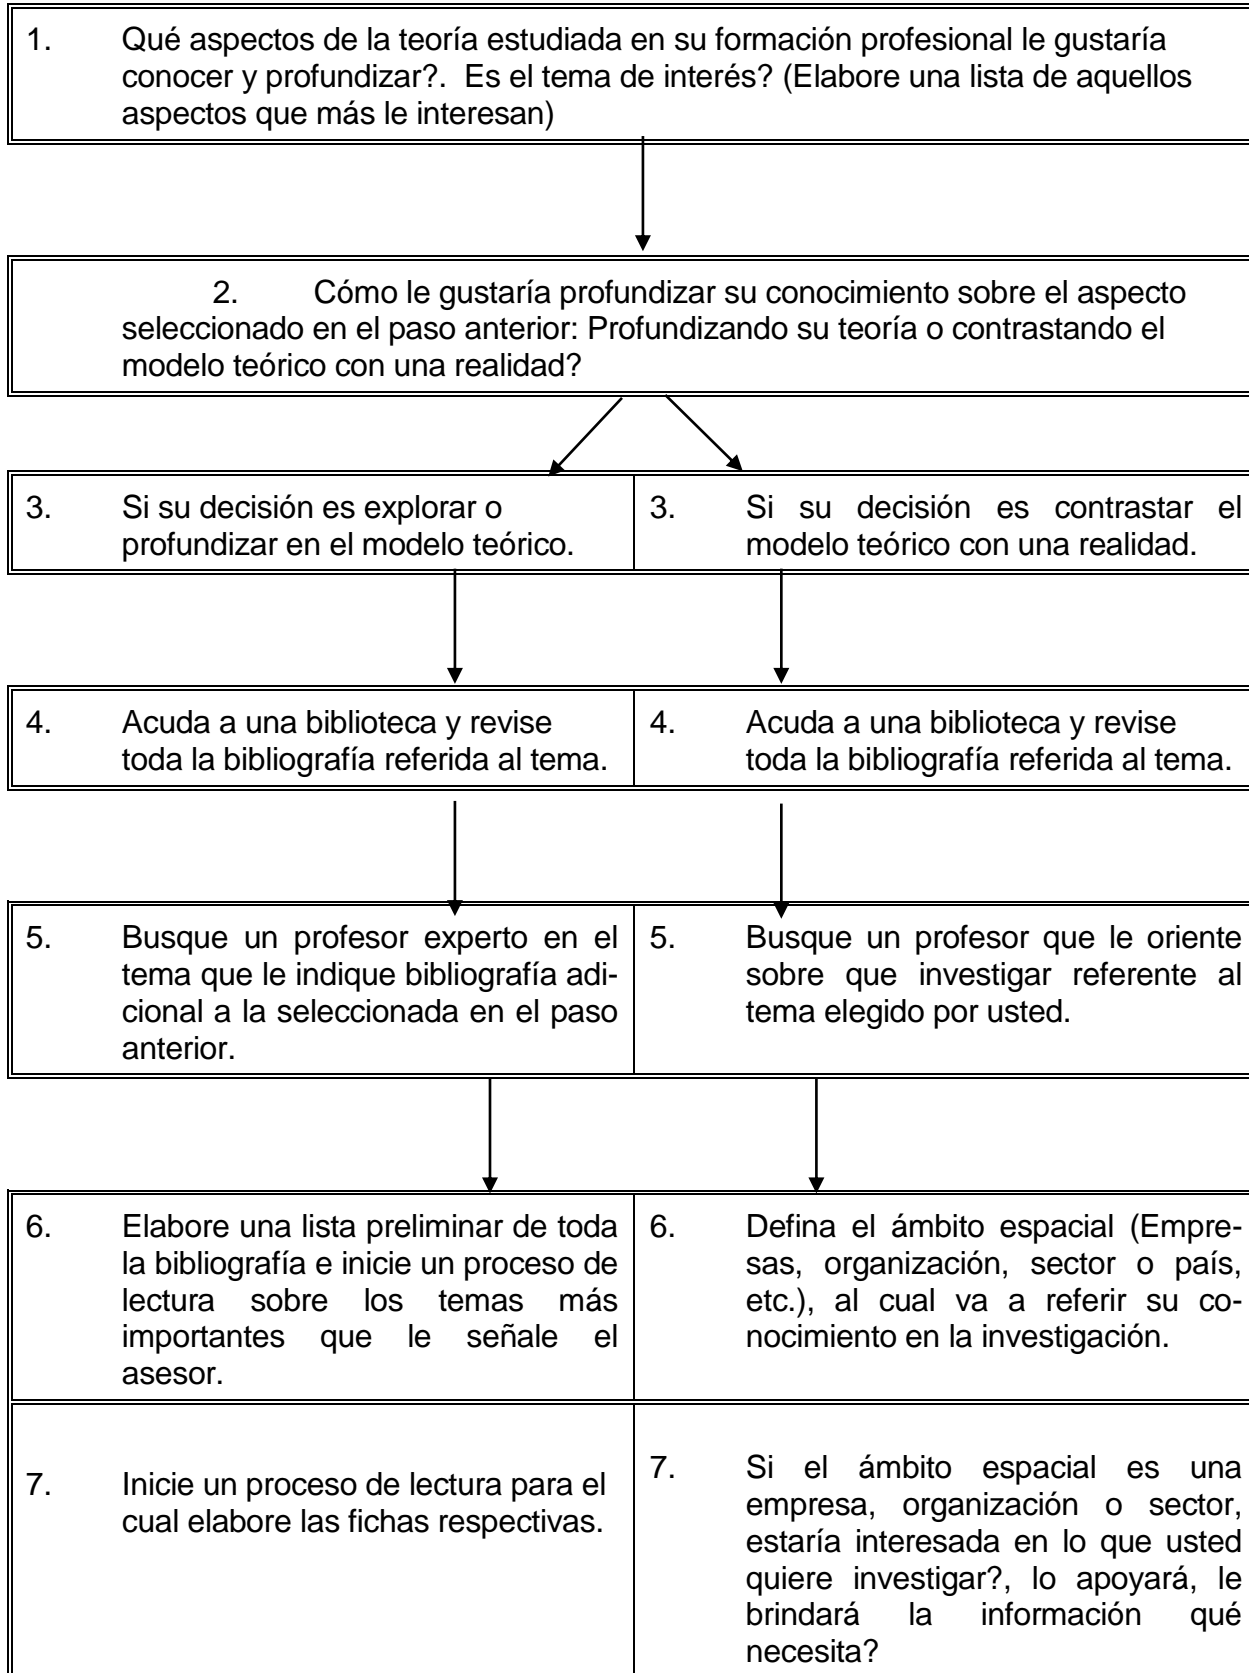 1. Qué aspectos de la teoría estudiada en su formación profesional le gustaría
conocer y profundizar?. Es el tema de interés? (Elabore una lista de aquellos
aspectos que más le interesan)
2. Cómo le gustaría profundizar su conocimiento sobre el aspecto
seleccionado en el paso anterior: Profundizando su teoría o contrastando el
modelo teórico con una realidad?
3. Si su decisión es explorar o
profundizar en el modelo teórico.
3. Si su decisión es contrastar el
modelo teórico con una realidad.
4. Acuda a una biblioteca y revise
toda la bibliografía referida al tema.
4. Acuda a una biblioteca y revise
toda la bibliografía referida al tema.
5. Busque un profesor experto en el
tema que le indique bibliografía adi-
cional a la seleccionada en el paso
anterior.
5. Busque un profesor que le oriente
sobre que investigar referente al
tema elegido por usted.
6. Elabore una lista preliminar de toda
la bibliografía e inicie un proceso de
lectura sobre los temas más
importantes que le señale el
asesor.
6. Defina el ámbito espacial (Empre-
sas, organización, sector o país,
etc.), al cual va a referir su co-
nocimiento en la investigación.
7. Inicie un proceso de lectura para el
cual elabore las fichas respectivas.
7. Si el ámbito espacial es una
empresa, organización o sector,
estaría interesada en lo que usted
quiere investigar?, lo apoyará, le
brindará la información qué
necesita?